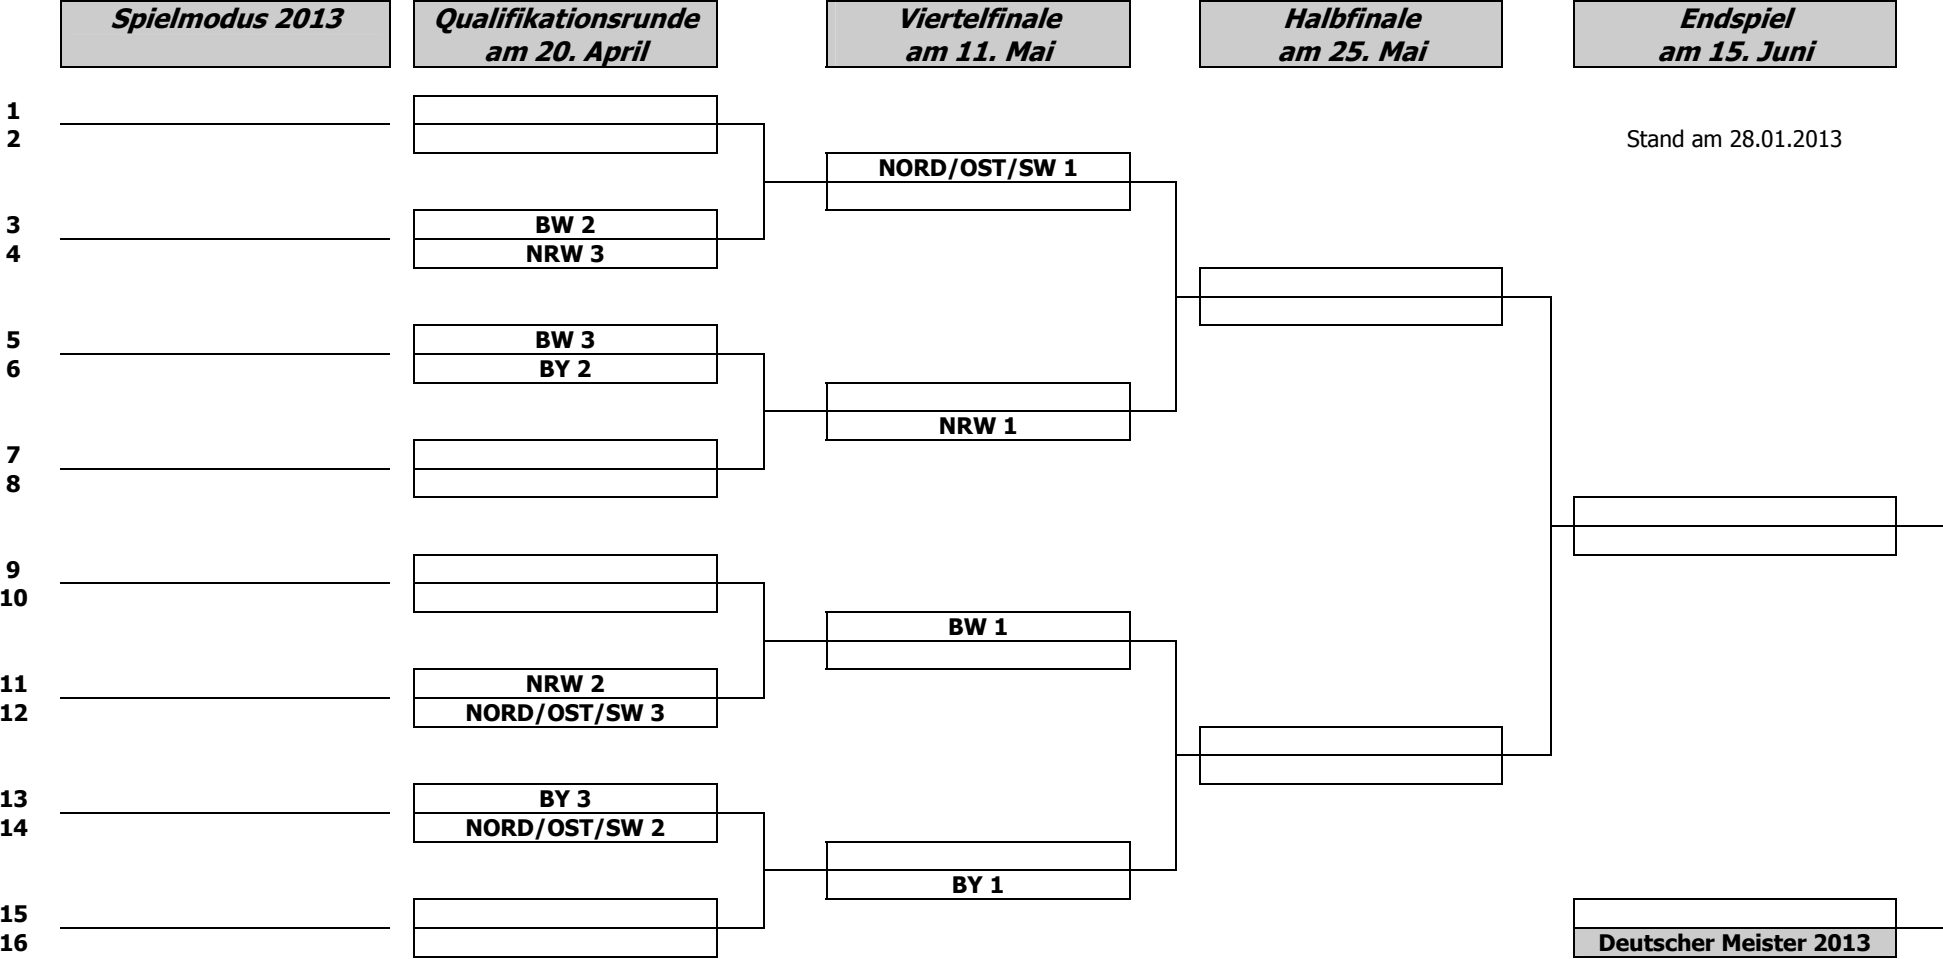 Spielmodus 2013
Qualifikationsrunde
am 20. April
Viertelfinale
am 11. Mai
Halbfinale
am 25. Mai
Endspiel
am 15. Juni
1
2
Stand am 28.01.2013
NORD/OST/SW 1
3
BW 2
4
NRW 3
5
BW 3
6
BY 2
NRW 1
7
8
9
10
BW 1
11
NRW 2
12
NORD/OST/SW 3
13
BY 3
14
NORD/OST/SW 2
BY 1
15
16
Deutscher Meister 2013